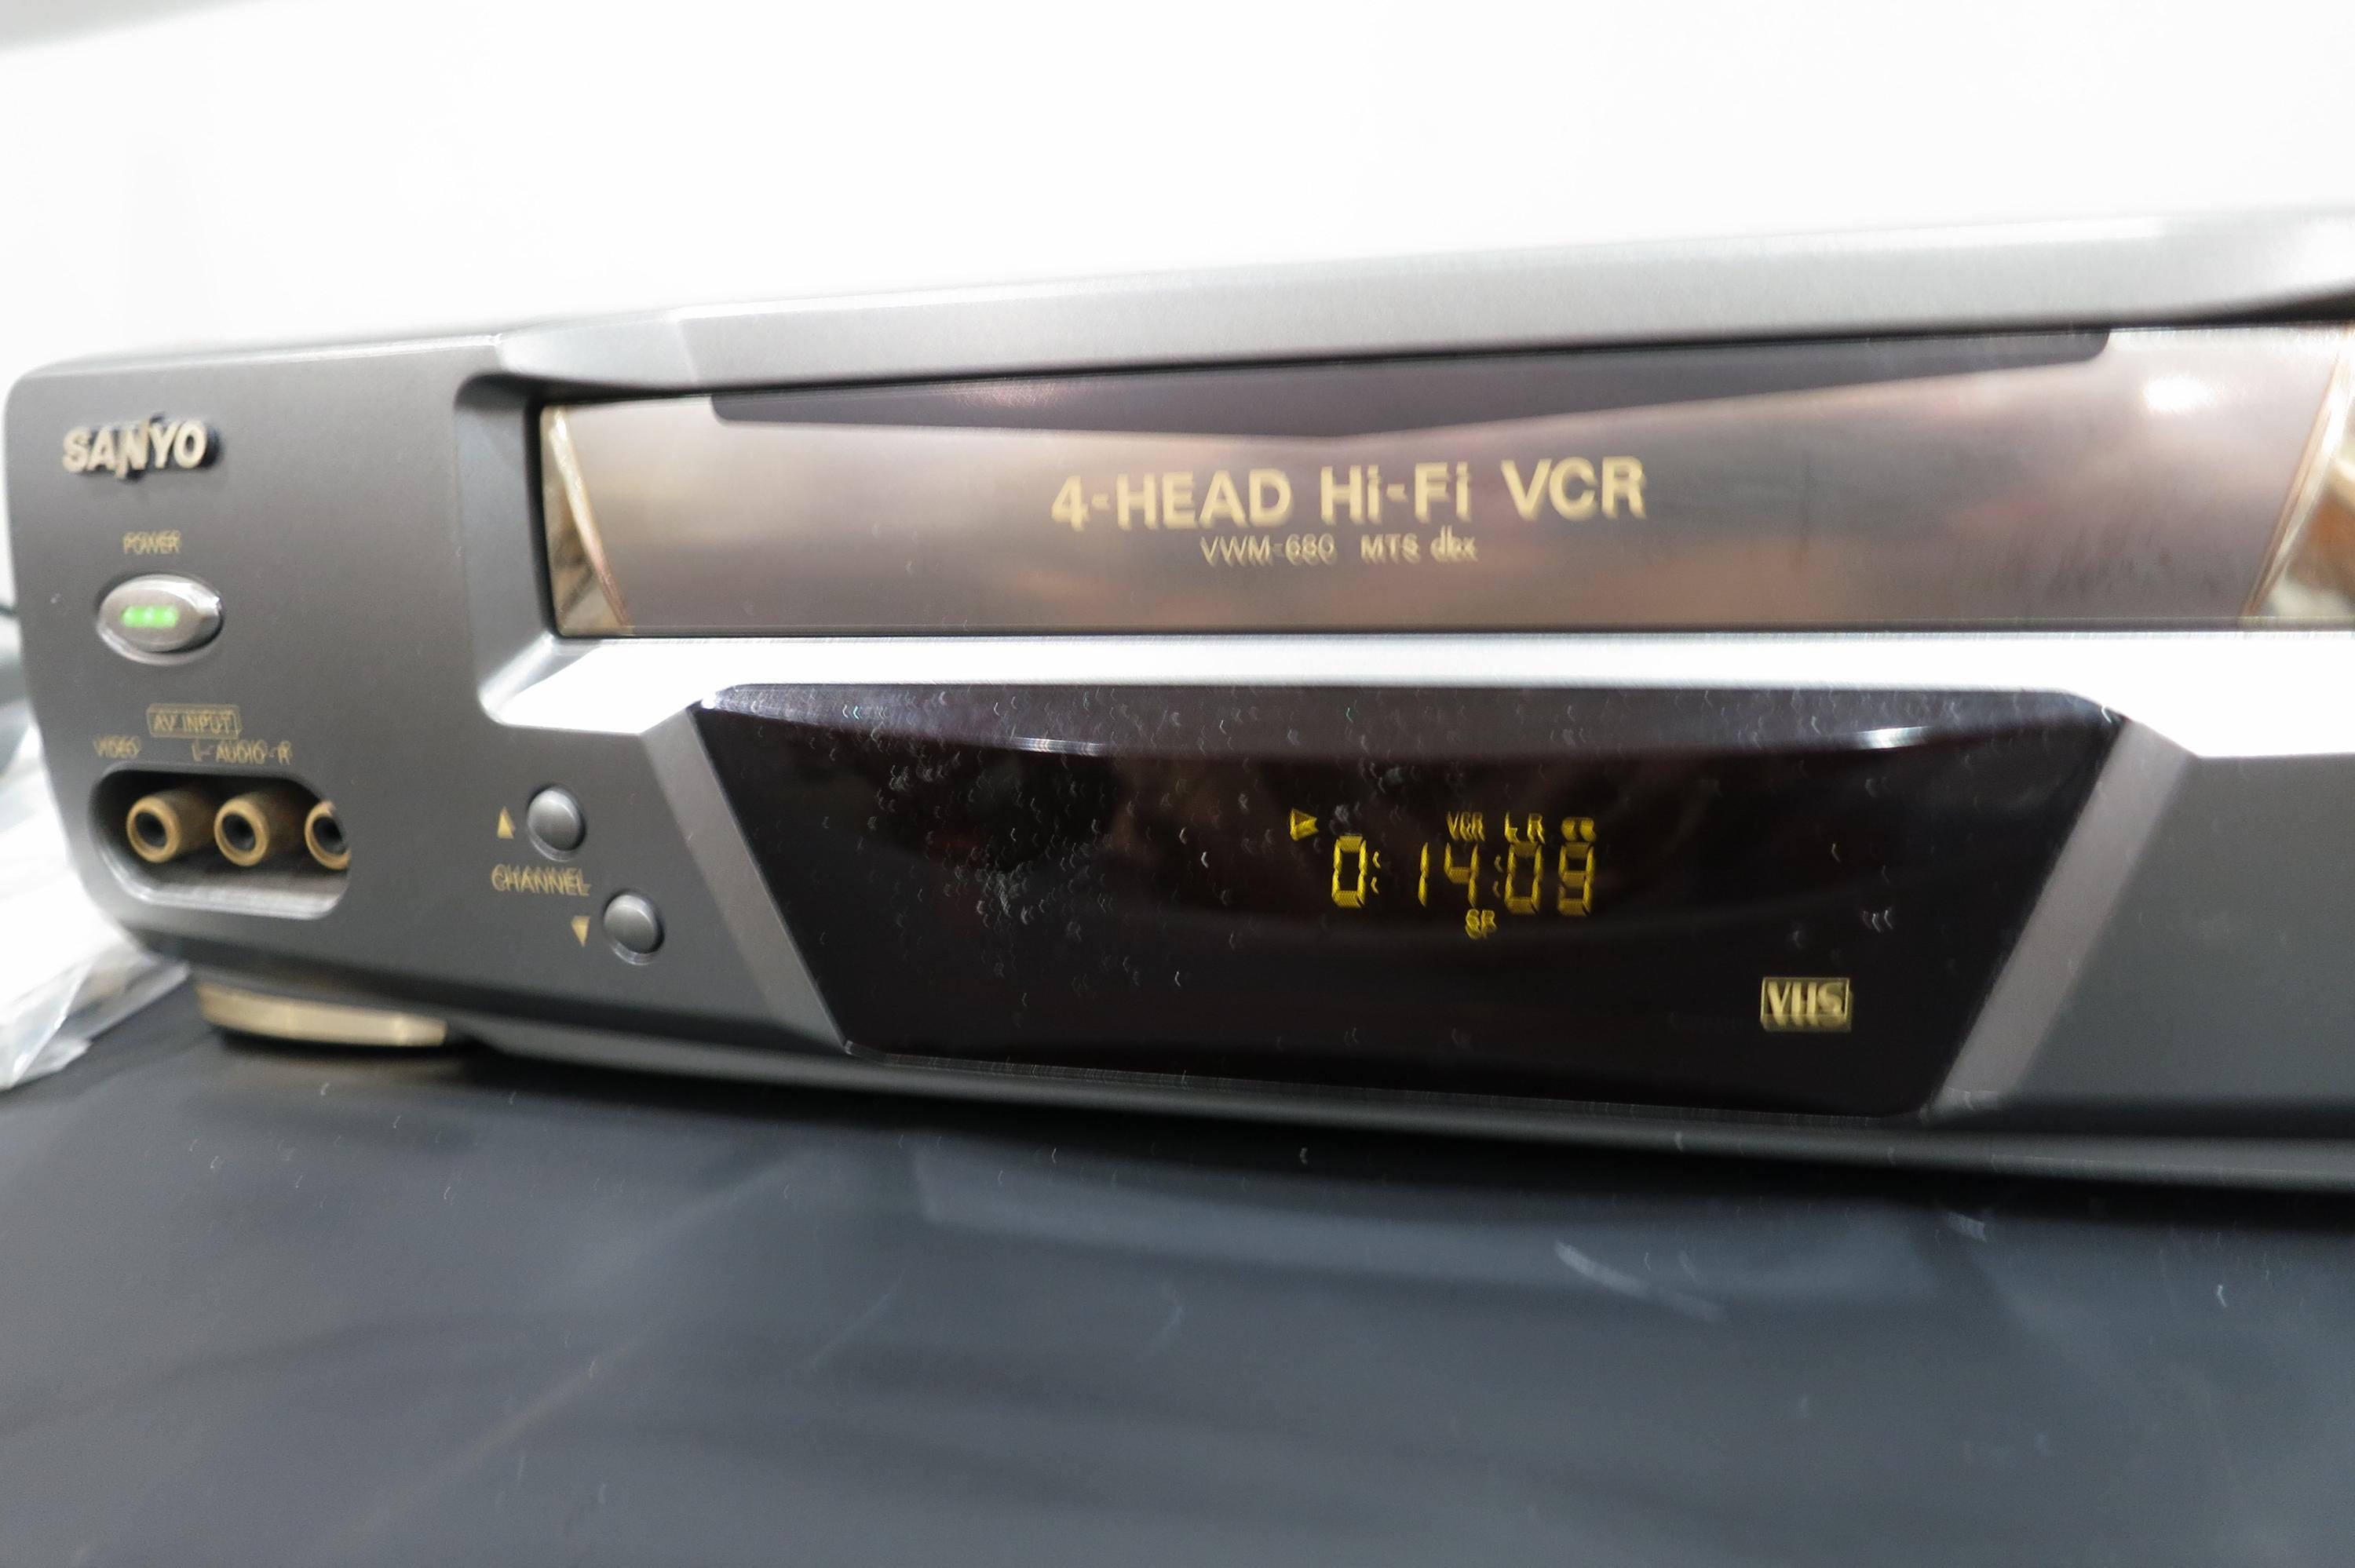 SANYO
POWER
AV INPUT
VIDEO L-AUDIO-R
CHANNEL
4-HEAD Hi-Fi VCR
VWM-680 MTS dbx
VCR L R
0:14:09
SP
VHS